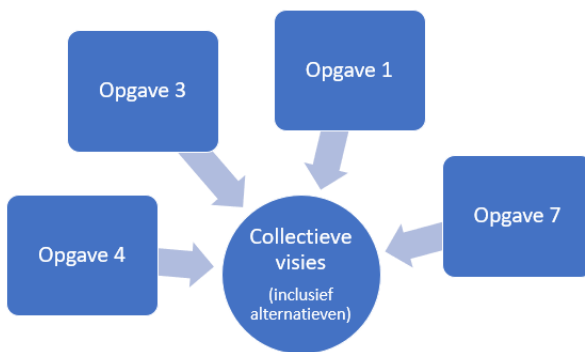 Opgave 1
Opgave 3
Opgave 7
Opgave 4
Collectieve
visies
(inclusief
alternatieven)